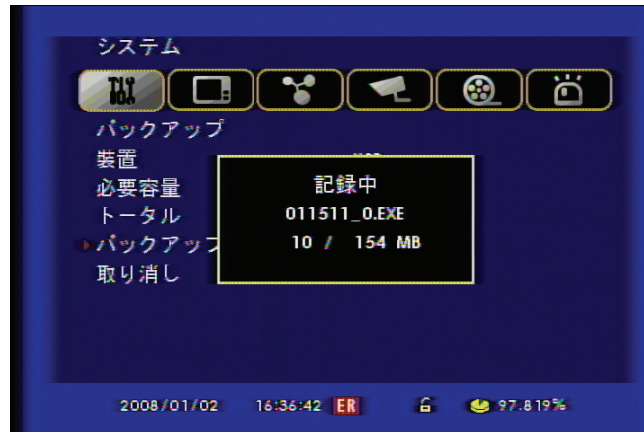 システム
バックアップ
装置
必要容量
トータル
バックアップ
取り消し
記録中
011511_0.EXE
10 / 154 MB
2008/01/02 16:36:42 ER 97.819%